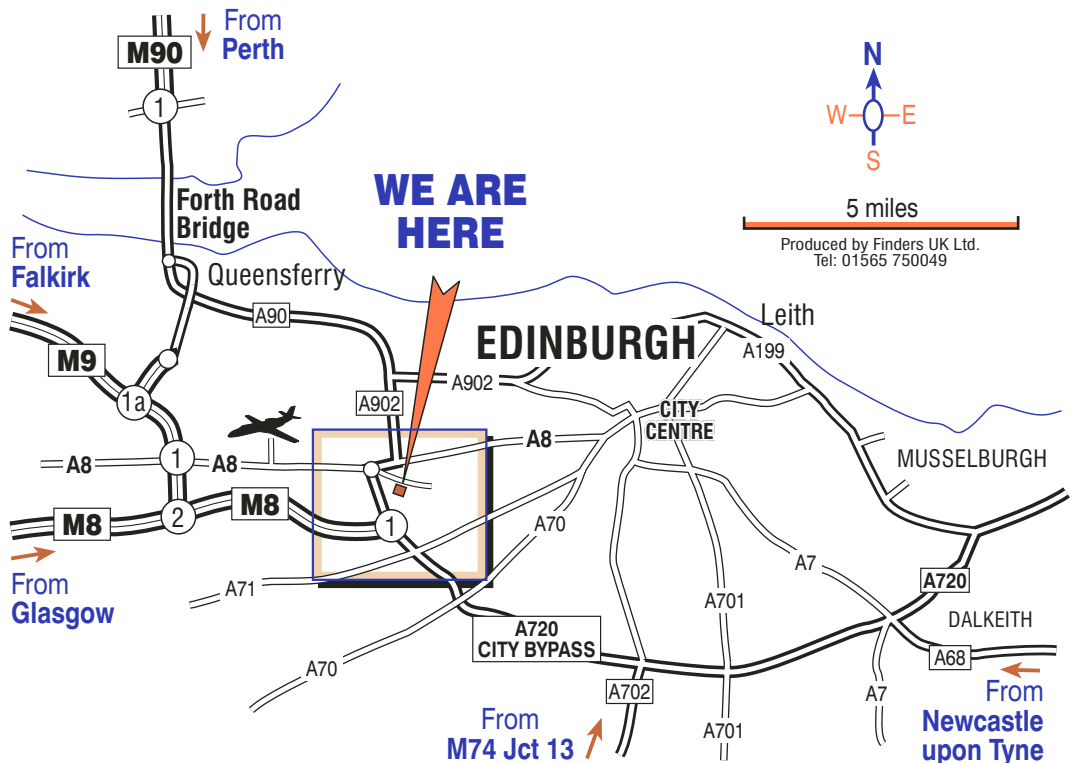 From
Perth
M90
1
N
W
E
S
5 miles
Produced by Finders UK Ltd.
Tel: 01565 750049
WE ARE
HERE
Forth Road
Bridge
From
Falkirk
Queensferry
A90
Leith
EDINBURGH
A199
M9
A902
A902
1a
CITY
CENTRE
A8
A8
1
A8
MUSSELBURGH
M8
2
M8
1
A70
A7
From
Glasgow
A71
A720
A701
DALKEITH
A720
CITY BYPASS
A68
A70
A702
A7
From
Newcastle
upon Tyne
From
M74 Jct 13
A701